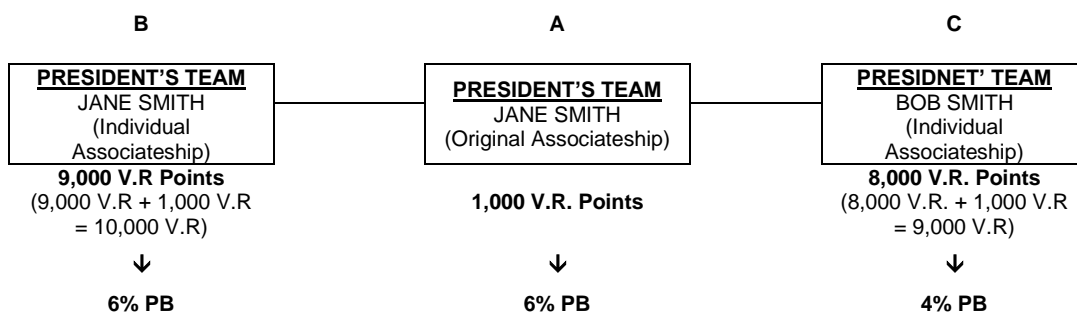 B
A
C
PRESIDENT'S TEAM
JANE SMITH
(Individual
Associateship)
9,000 V.R Points
(9,000 V.R + 1,000 V.R
= 10,000 V.R)
↓
6% PB
PRESIDENT'S TEAM
JANE SMITH
(Original Associateship)
1,000 V.R. Points
↓
6% PB
PRESIDNET' TEAM
BOB SMITH
(Individual
Associateship)
8,000 V.R. Points
(8,000 V.R. + 1,000 V.R
= 9,000 V.R)
↓
4% PB